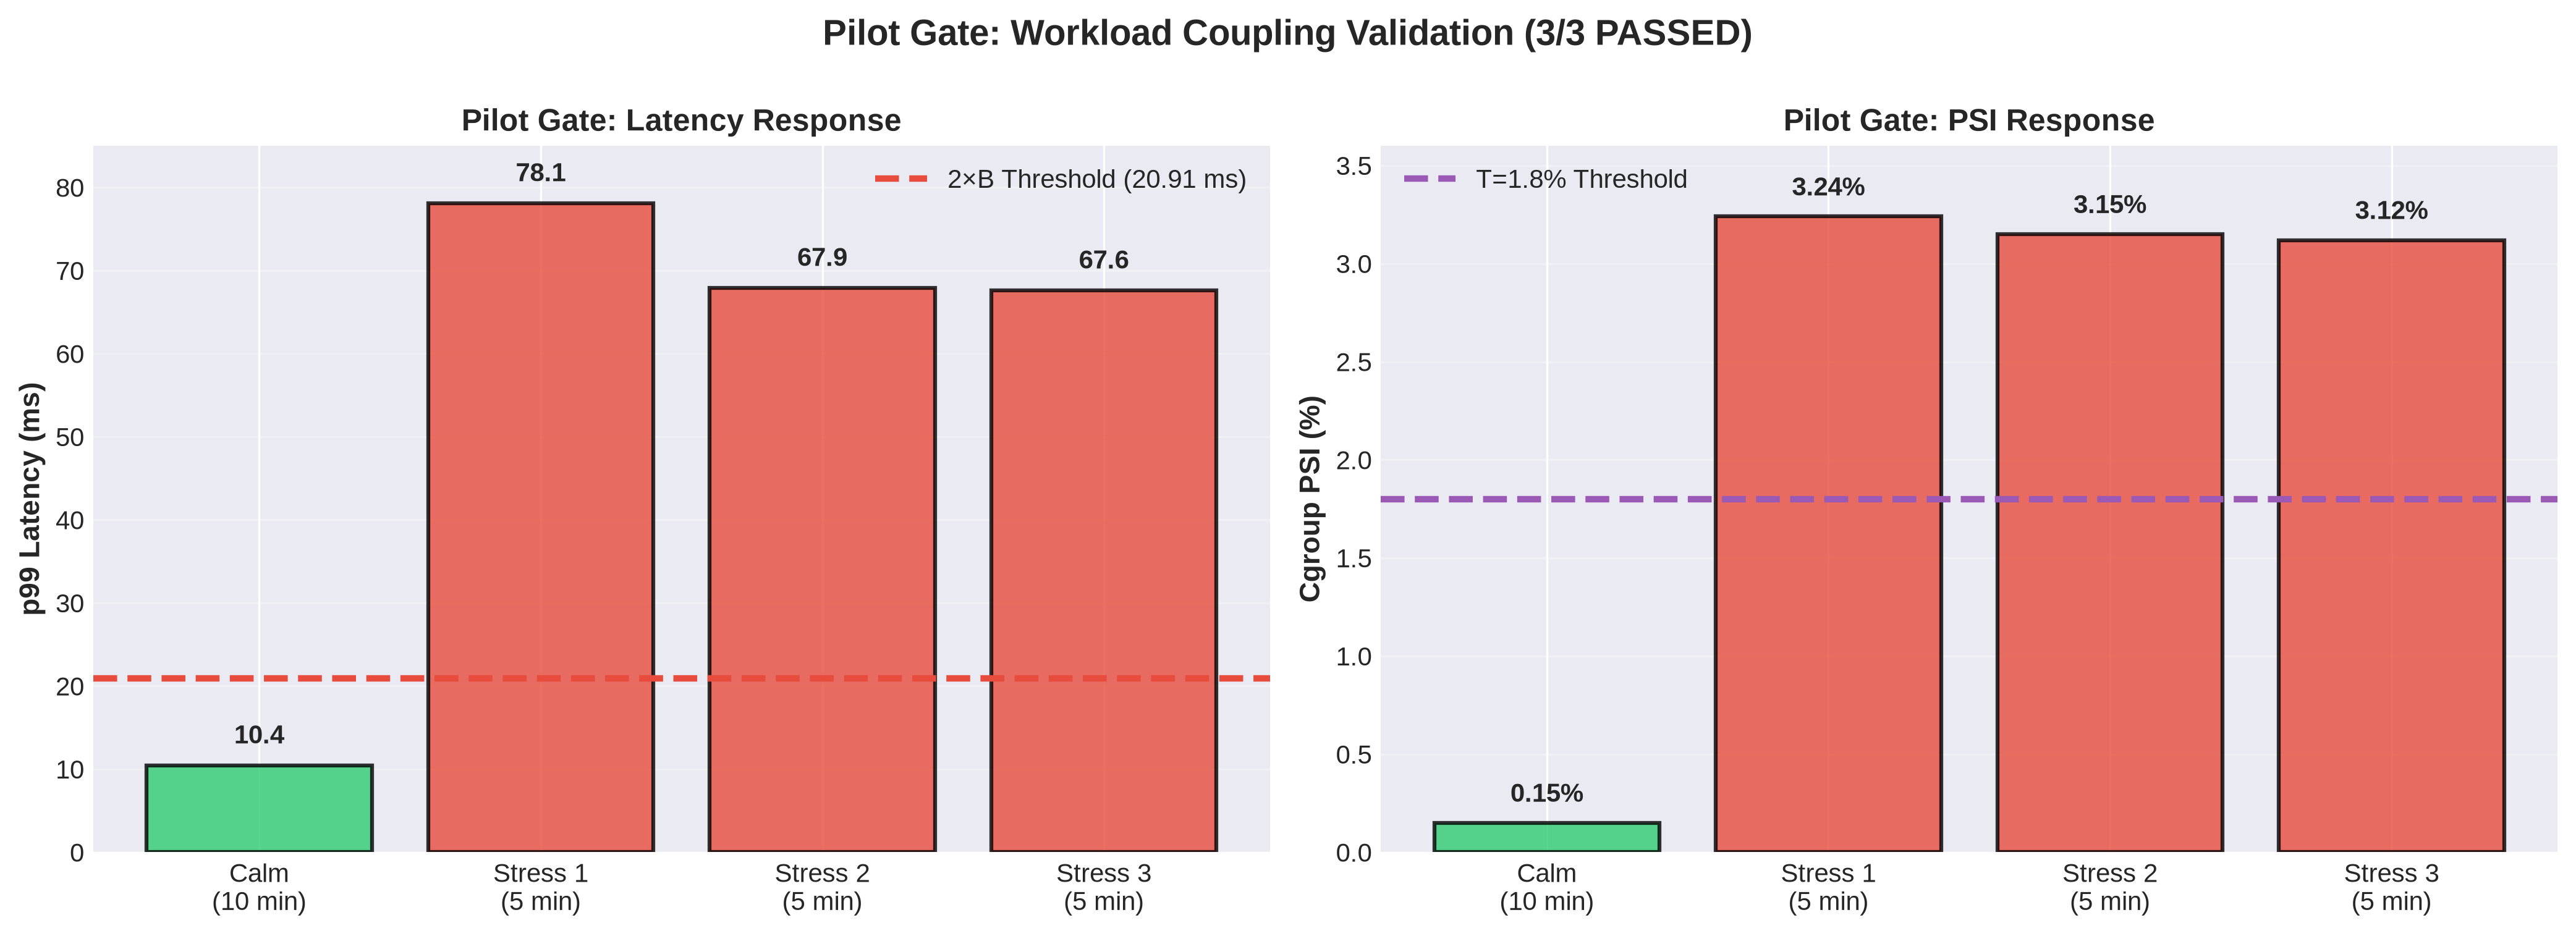 Pilot Gate: Workload Coupling Validation (3/3 PASSED)
Pilot Gate: Latency Response
p99 Latency (ms)
80
70
60
50
40
30
20
10
0
2×B Threshold (20.91 ms)
10.4
78.1
67.9
67.6
Calm
(10 min)
Stress 1
(5 min)
Stress 2
(5 min)
Stress 3
(5 min)
Pilot Gate: PSI Response
Cgroup PSI (%)
3.5
3.0
2.5
2.0
1.5
1.0
0.5
0.0
T=1.8% Threshold
0.15%
3.24%
3.15%
3.12%
Calm
(10 min)
Stress 1
(5 min)
Stress 2
(5 min)
Stress 3
(5 min)